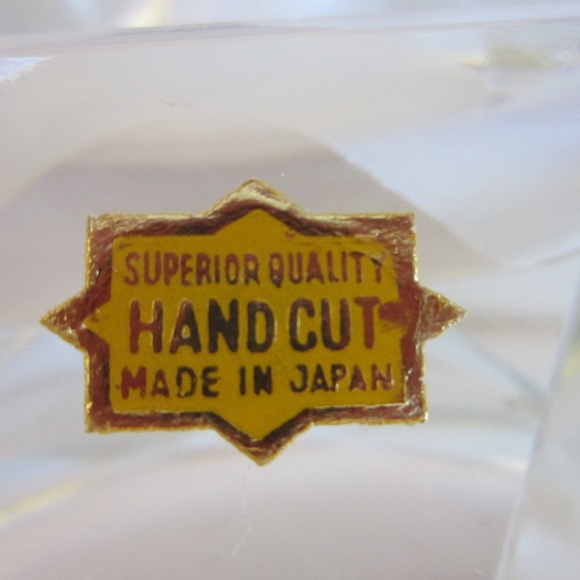 SUPERIOR QUALITY
HAND CUT
MADE IN JAPAN